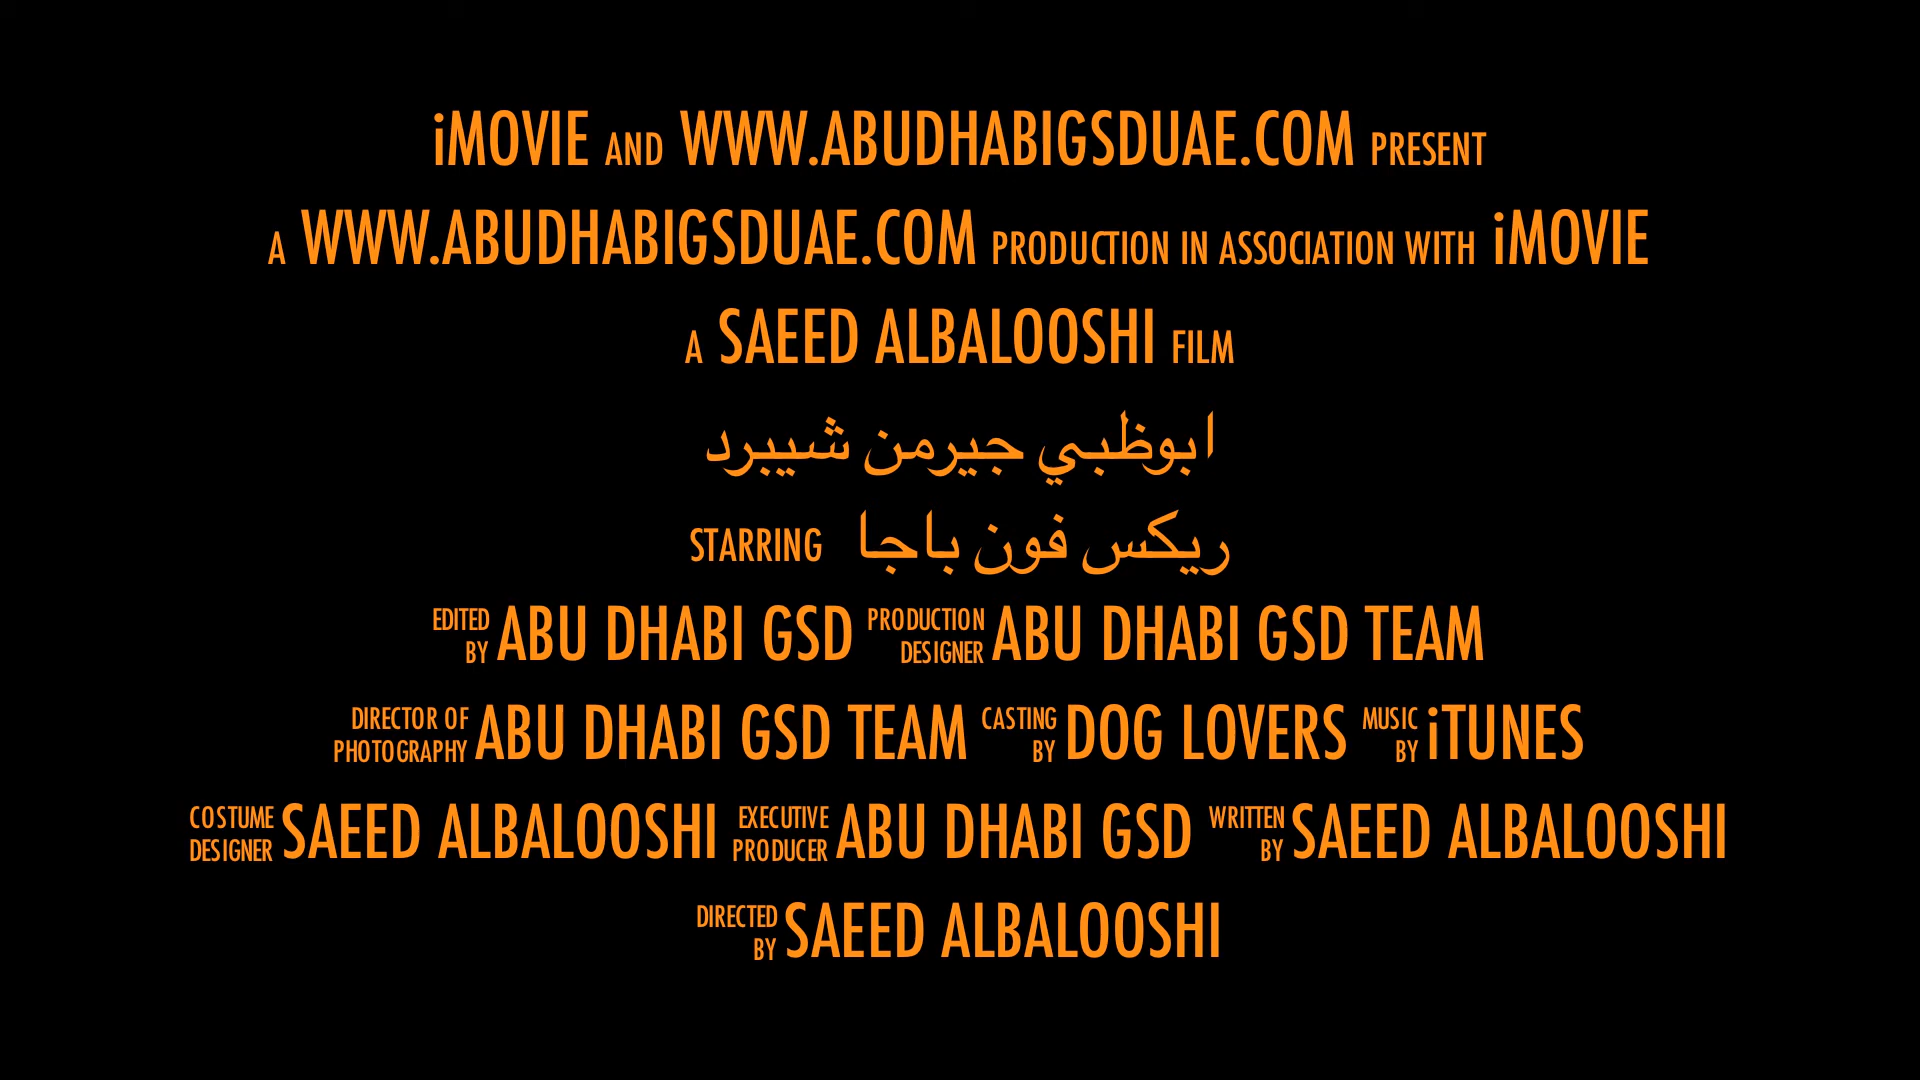 iMOVIE AND WWW.ABUDHABIGSDUAE.COM PRESENT
A WWW.ABUDHABIGSDUAE.COM PRODUCTION IN ASSOCIATION WITH iMOVIE
A SAEED ALBALOOSHI FILM
ابوظبي جيرمن شيبرد
STARRING ريكس فون باجا
EDITED BY ABU DHABI GSD PRODUCTION DESIGNER ABU DHABI GSD TEAM
DIRECTOR OF PHOTOGRAPHY ABU DHABI GSD TEAM CASTING BY DOG LOVERS MUSIC BY iTUNES
COSTUME DESIGNER SAEED ALBALOOSHI EXECUTIVE PRODUCER ABU DHABI GSD WRITTEN BY SAEED ALBALOOSHI
DIRECTED BY SAEED ALBALOOSHI